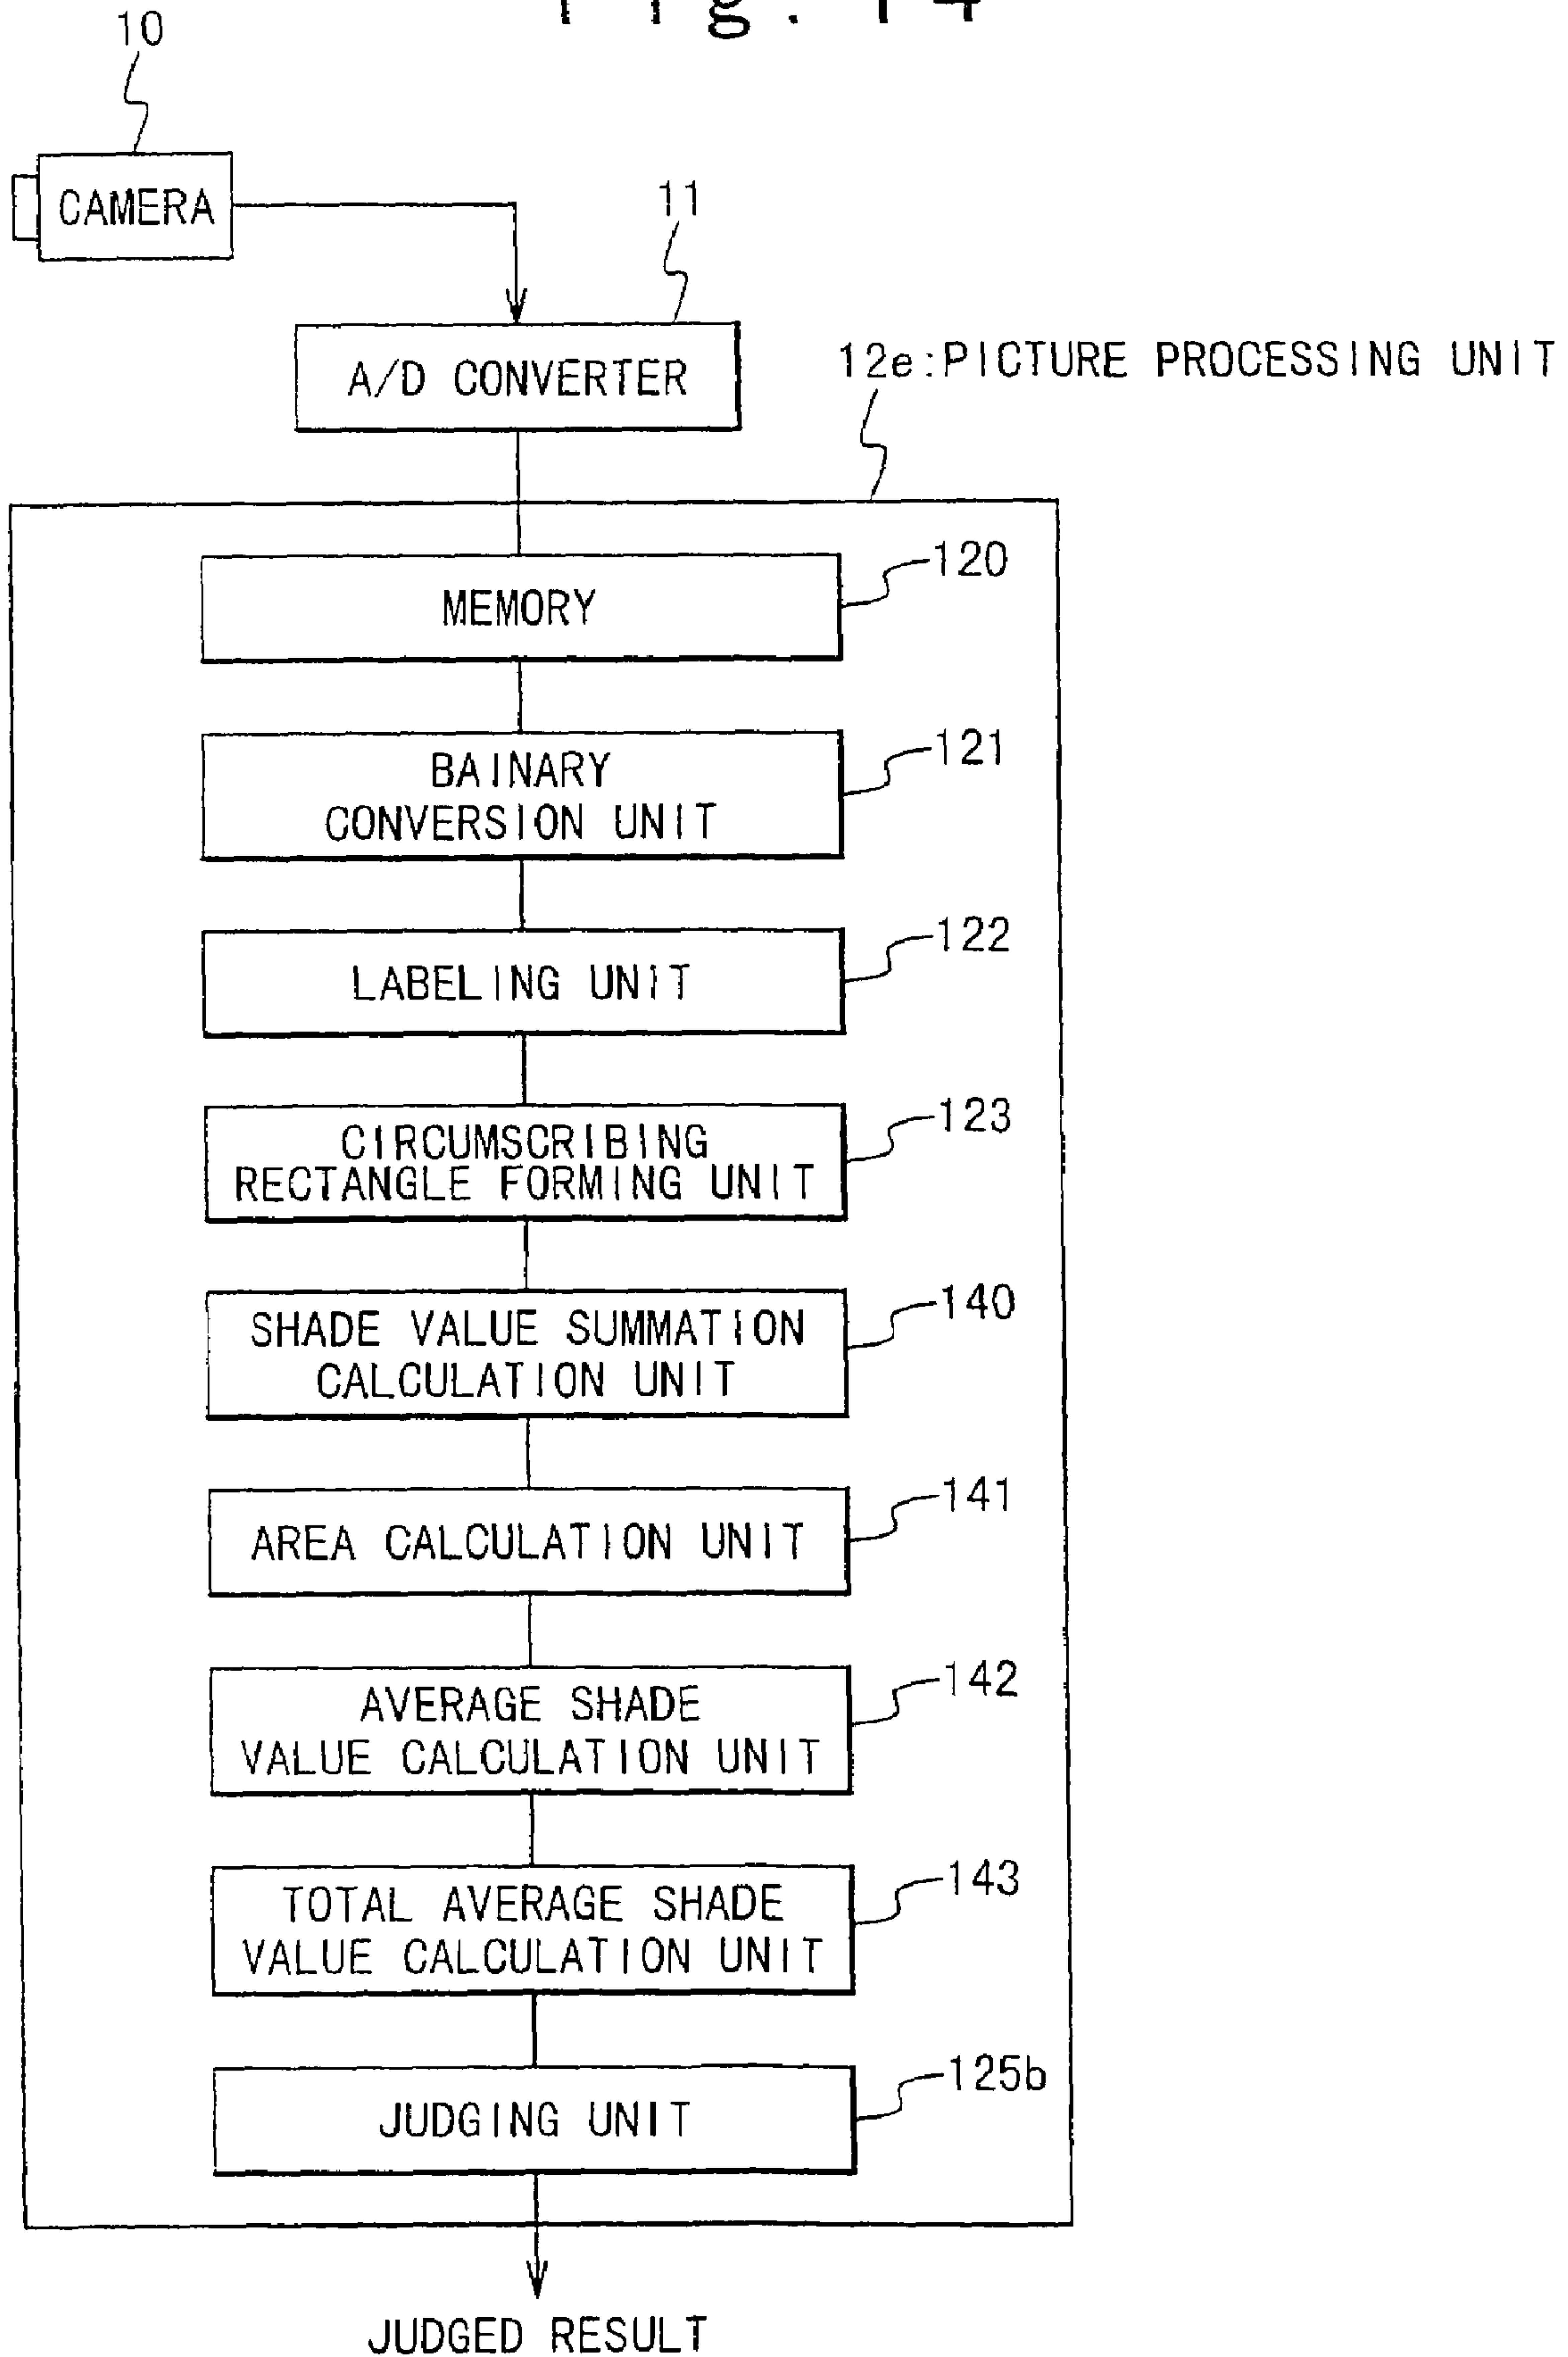 Fig. 14
10
CAMERA
11
A/D CONVERTER
12e:PICTURE PROCESSING UNIT
120
MEMORY
121
BAINARY
CONVERSION UNIT
122
LABELING UNIT
123
CIRCUMSCRIBING
RECTANGLE FORMING UNIT
140
SHADE VALUE SUMMATION
CALCULATION UNIT
141
AREA CALCULATION UNIT
142
AVERAGE SHADE
VALUE CALCULATION UNIT
143
TOTAL AVERAGE SHADE
VALUE CALCULATION UNIT
125b
JUDGING UNIT
JUDGED RESULT